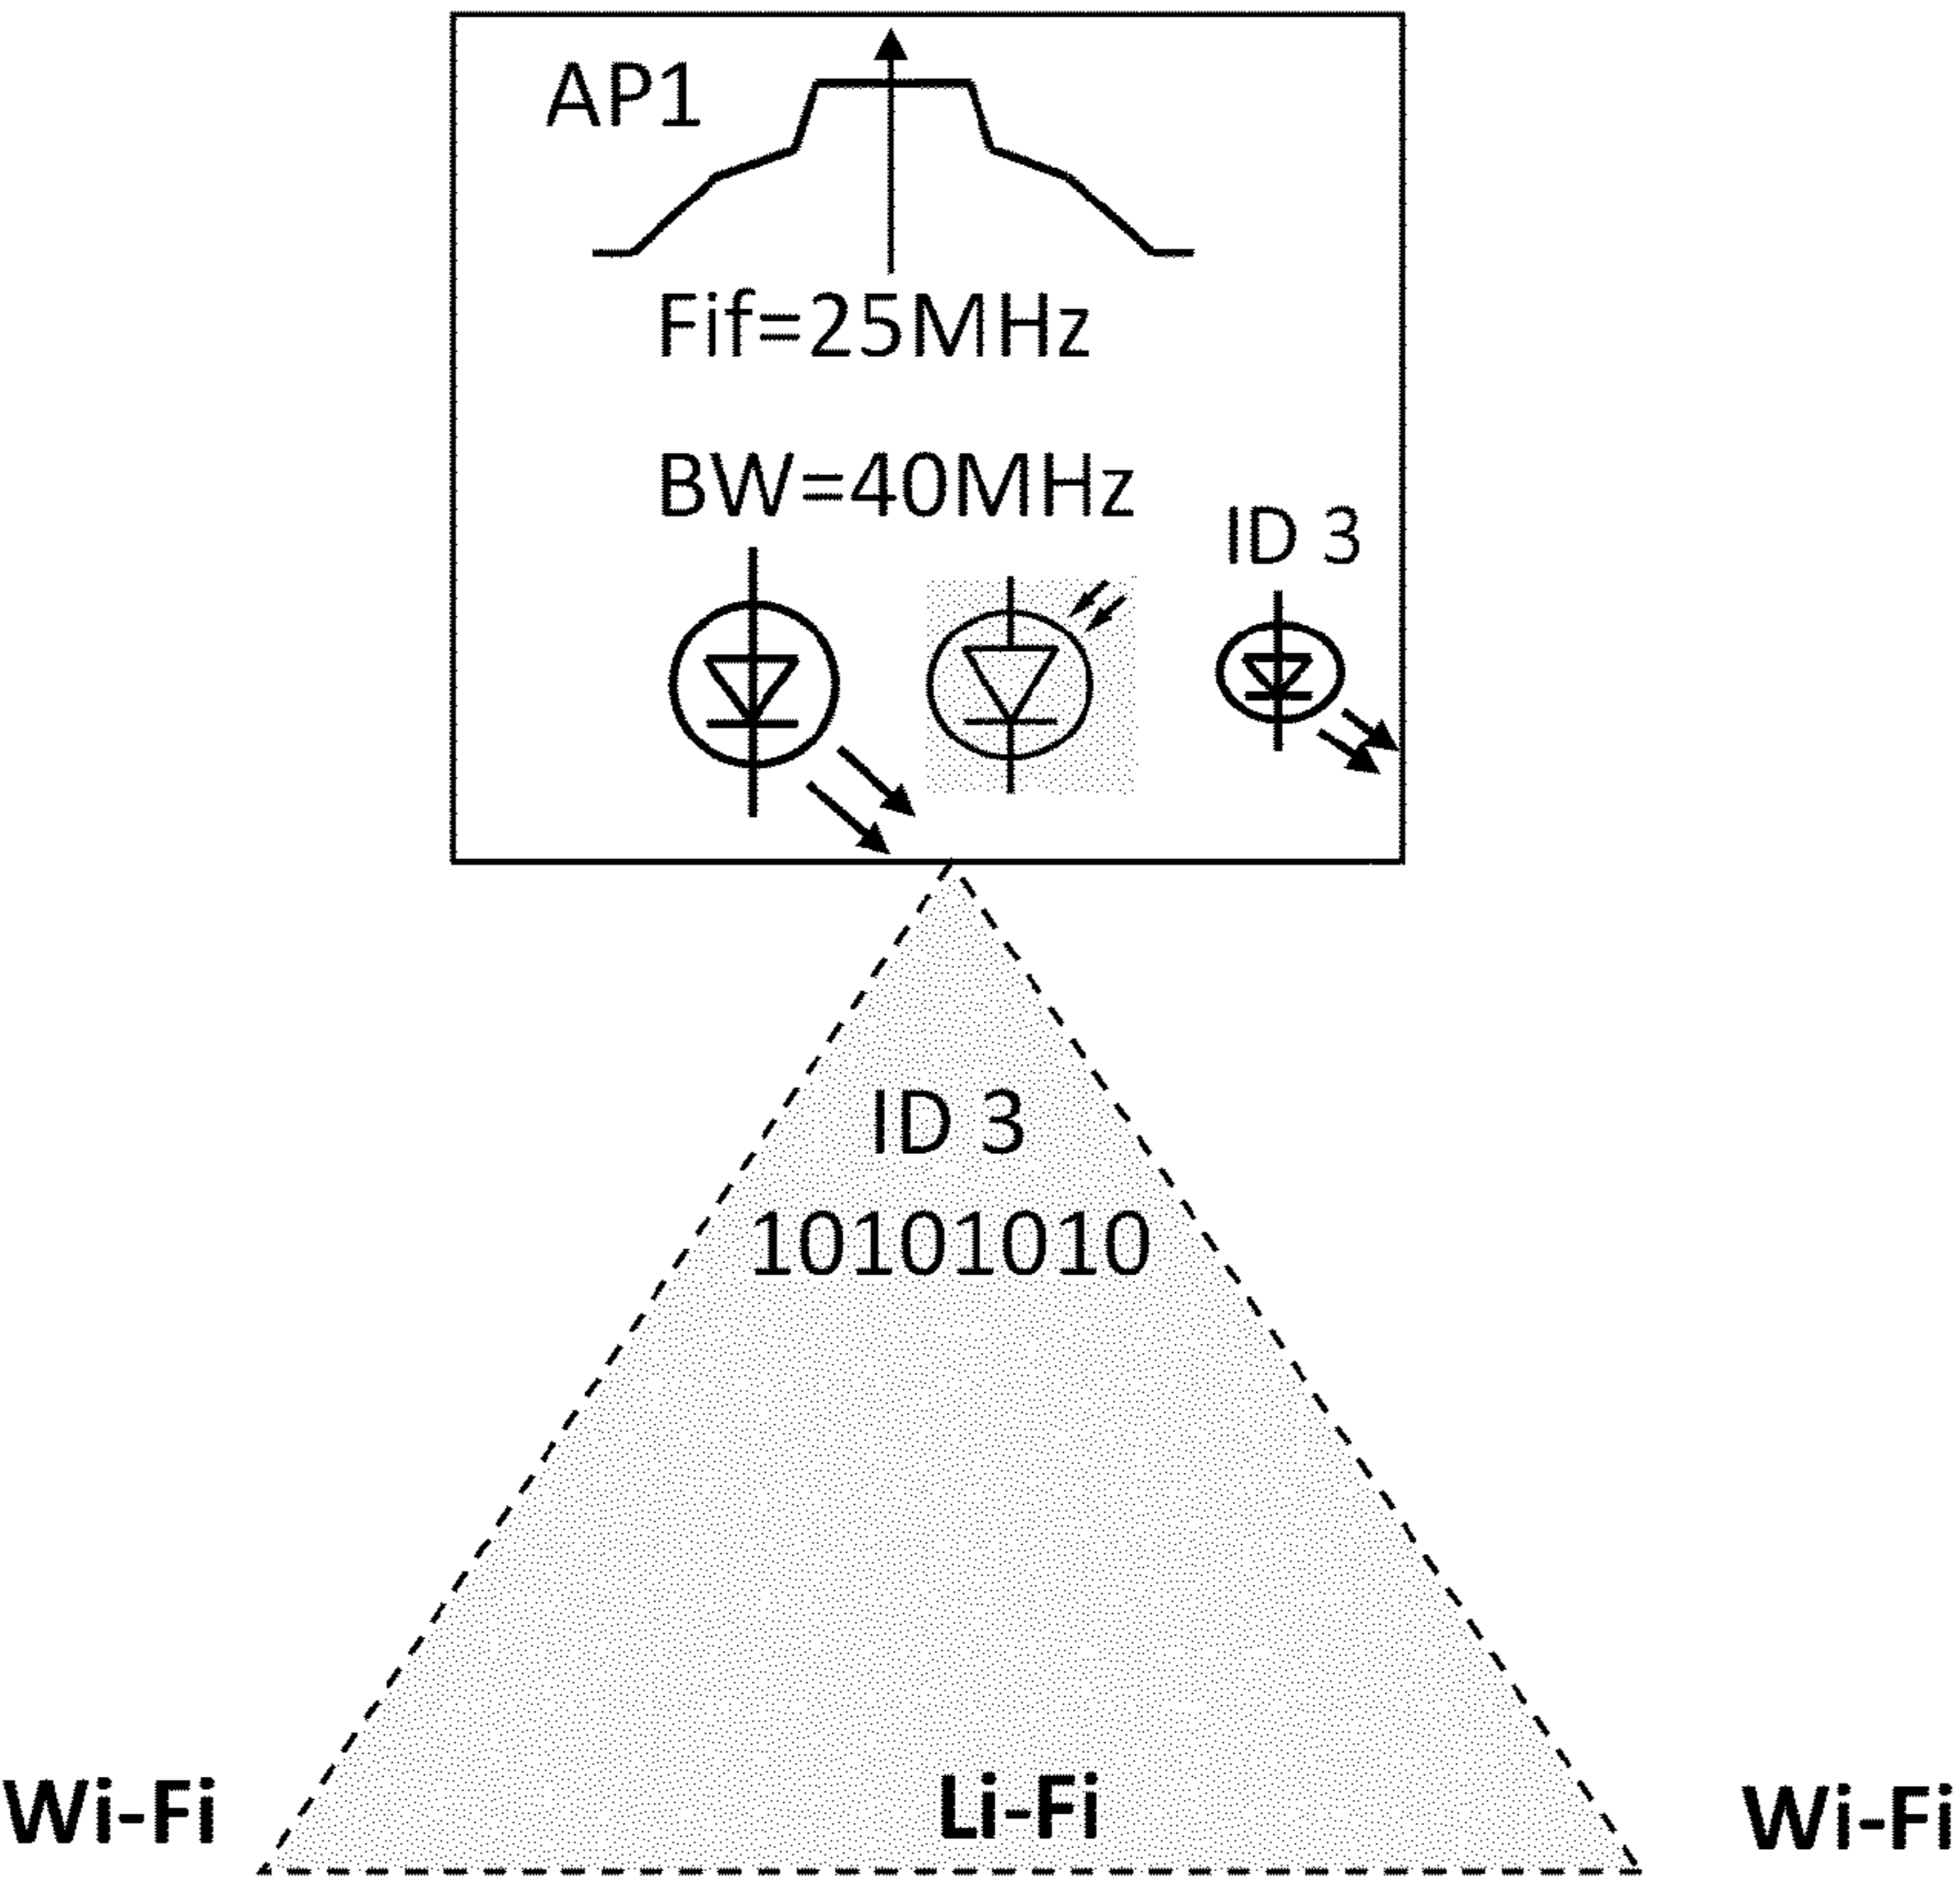 AP1
Fif=25MHz
BW=40MHz
ID 3
ID 3
10101010
Wi-Fi Li-Fi Wi-Fi